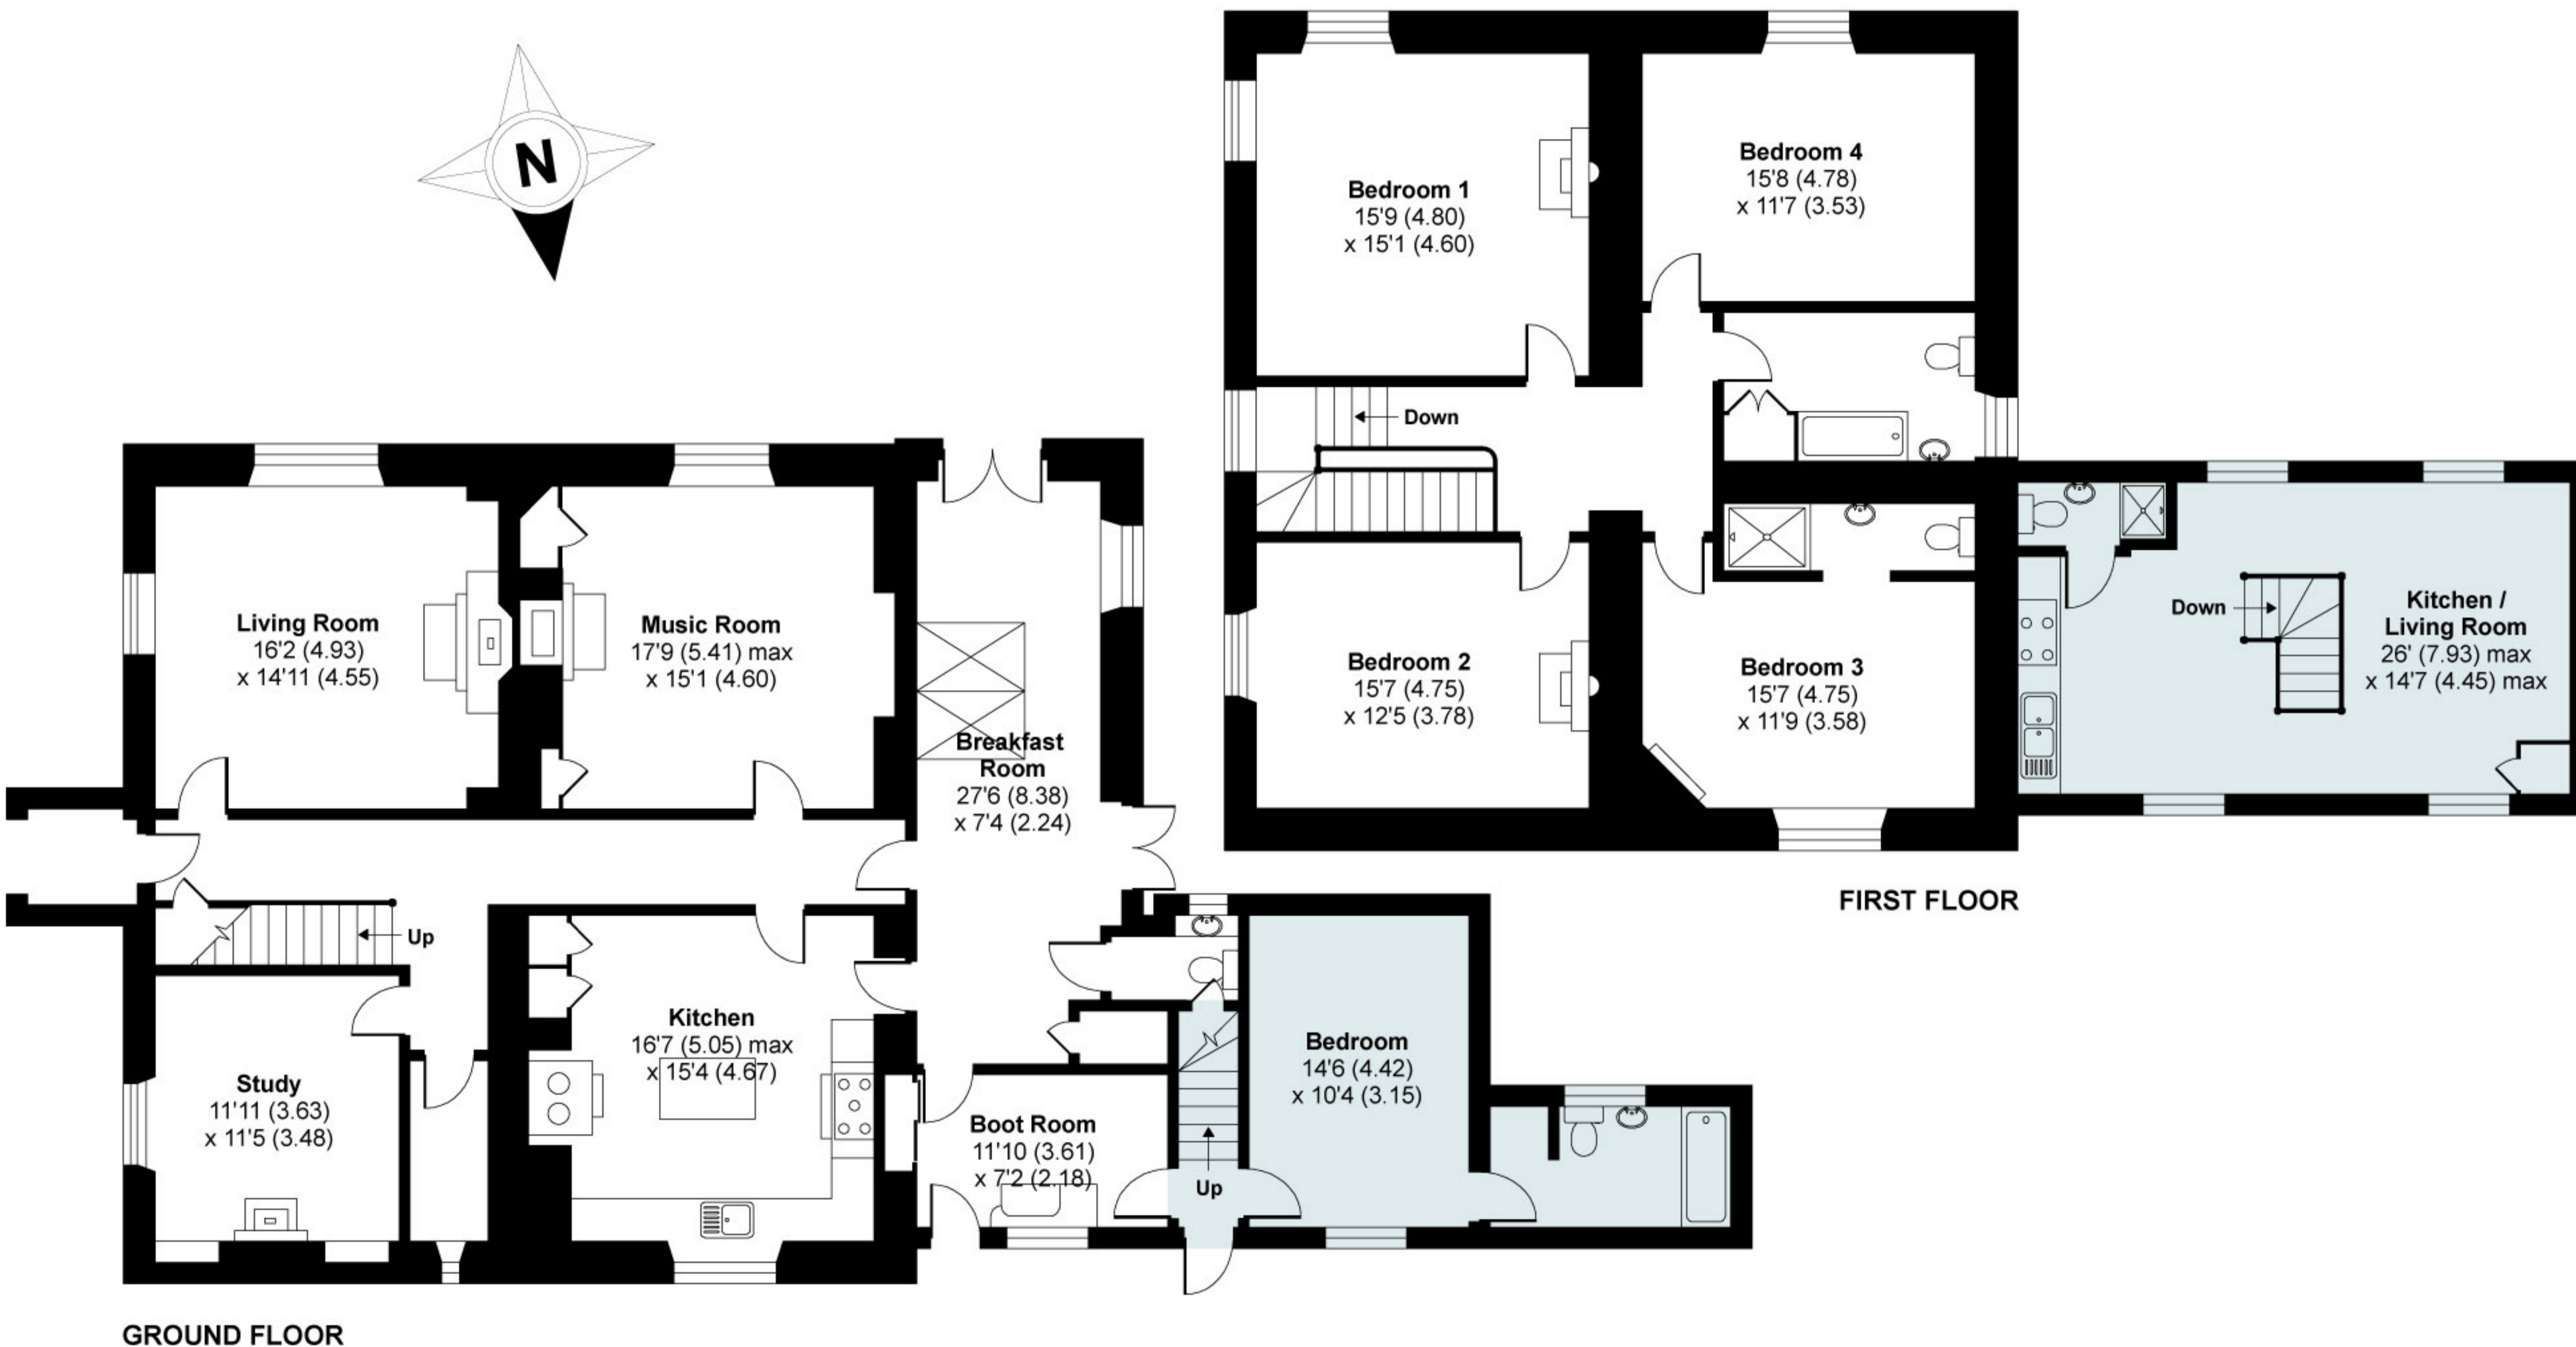 N
Bedroom 1
15'9 (4.80)
x 15'1 (4.60)
Bedroom 4
15'8 (4.78)
x 11'7 (3.53)
Down
Bedroom 2
15'7 (4.75)
x 12'5 (3.78)
Bedroom 3
15'7 (4.75)
x 11'9 (3.58)
Down
Kitchen /
Living Room
26' (7.93) max
x 14'7 (4.45) max
FIRST FLOOR
Living Room
16'2 (4.93)
x 14'11 (4.55)
Music Room
17'9 (5.41) max
x 15'1 (4.60)
Breakfast
Room
27'6 (8.38)
x 7'4 (2.24)
Up
Study
11'11 (3.63)
x 11'5 (3.48)
Kitchen
16'7 (5.05) max
x 15'4 (4.67)
Boot Room
11'10 (3.61)
x 7'2 (2.18)
Up
Bedroom
14'6 (4.42)
x 10'4 (3.15)
GROUND FLOOR